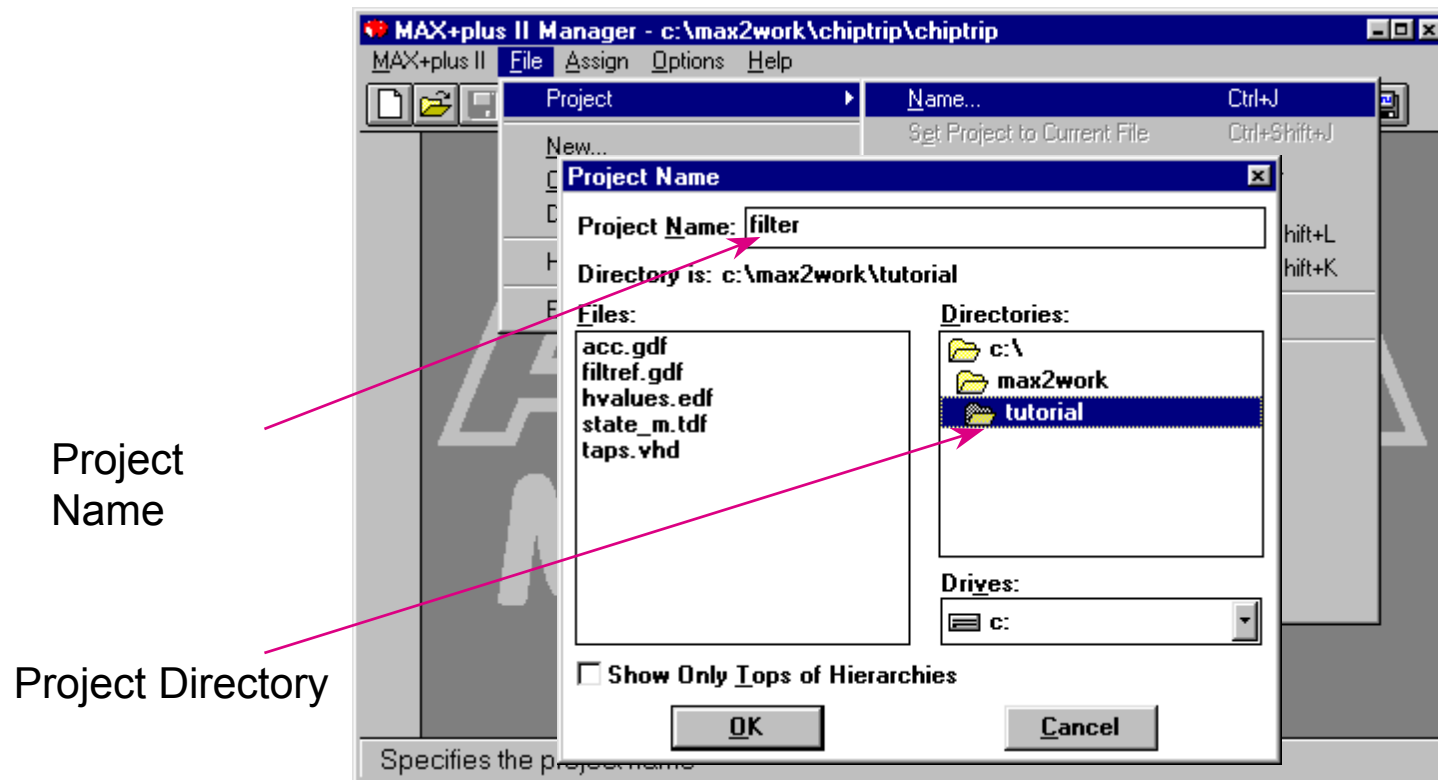 MAX+plus II Manager - c:\max2work\chiptrip\chiptrip
MAX+plus II File Assign Options Help
Project Name... Ctrl+J
Set Project to Current File Ctrl+Shift+J
New...
Project Name
Project Name: filter
hift+L
Directory is: c:\max2work\tutorial
hift+K
Files:
Directories:
acc.gdf
filtref.gdf
hvalues.edf
state_m.tdf
taps.vhd
c:\
max2work
tutorial
Drives:
c:
Show Only Tops of Hierarchies
OK Cancel
Specifies the project name
Project
Name
Project Directory